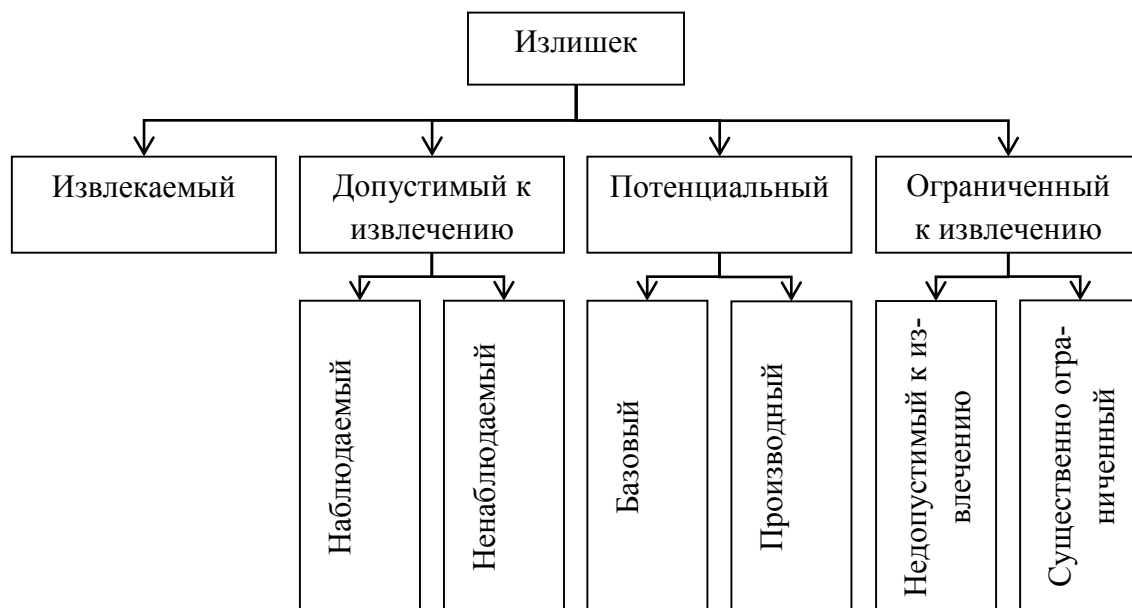 Излишек
Извлекаемый
Допустимый к
извлечению
Потенциальный
Ограниченный
к извлечению
Наблюдаемый
Ненаблюдаемый
Базовый
Производный
Недопустимый к из-
влечению
Существенно огра-
ниченный